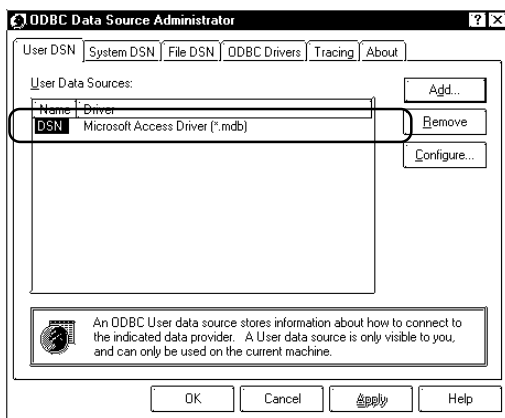 ODBC Data Source Administrator
User DSN System DSN File DSN ODBC Drivers Tracing About
User Data Sources:
Add...
Name Driver
DSN Microsoft Access Driver (*.mdb)
Remove
Configure...
An ODBC User data source stores information about how to connect to
the indicated data provider. A User data source is only visible to you,
and can only be used on the current machine.
OK Cancel Apply Help